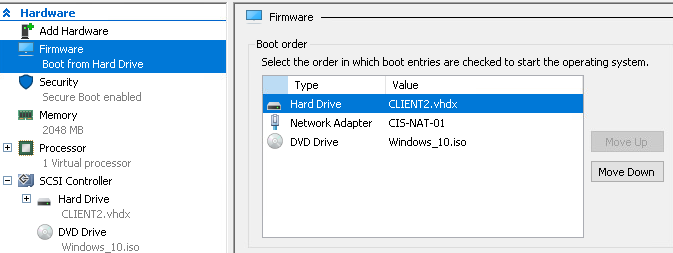 Hardware
Add Hardware
Firmware
Boot from Hard Drive
Security
Secure Boot enabled
Memory
2048 MB
Processor
1 Virtual processor
SCSI Controller
Hard Drive
CLIENT2.vhdx
DVD Drive
Windows_10.iso
Firmware
Boot order
Select the order in which boot entries are checked to start the operating system.
Type Value
Hard Drive CLIENT2.vhdx
Network Adapter CIS-NAT-01
DVD Drive Windows_10.iso
Move Up
Move Down